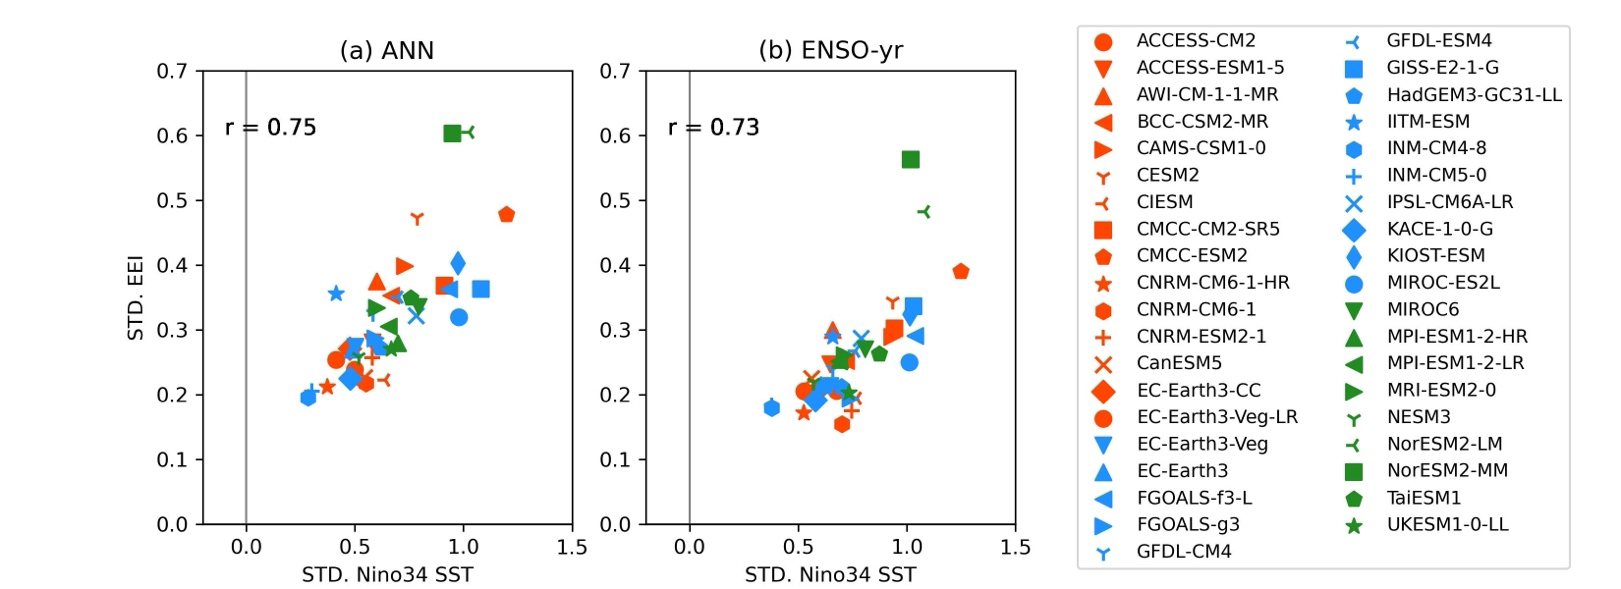 (a) ANN
(b) ENSO-yr
0.7
0.6
0.5
0.4
0.3
0.2
0.1
0.0
STD. EEI
r = 0.75
0.0 0.5 1.0 1.5
STD. Nino34 SST
0.7
0.6
0.5
0.4
0.3
0.2
0.1
0.0
r = 0.73
0.0 0.5 1.0 1.5
STD. Nino34 SST
ACCESS-CM2
ACCESS-ESM1-5
AWI-CM-1-1-MR
BCC-CSM2-MR
CAMS-CSM1-0
CESM2
CIESM
CMCC-CM2-SR5
CMCC-ESM2
CNRM-CM6-1-HR
CNRM-CM6-1
CNRM-ESM2-1
CanESM5
EC-Earth3-CC
EC-Earth3-Veg-LR
EC-Earth3-Veg
EC-Earth3
FGOALS-f3-L
FGOALS-g3
GFDL-CM4
GFDL-ESM4
GISS-E2-1-G
HadGEM3-GC31-LL
IITM-ESM
INM-CM4-8
INM-CM5-0
IPSL-CM6A-LR
KACE-1-0-G
KIOST-ESM
MIROC-ES2L
MIROC6
MPI-ESM1-2-HR
MPI-ESM1-2-LR
MRI-ESM2-0
NESM3
NorESM2-LM
NorESM2-MM
TaiESM1
UKESM1-0-LL